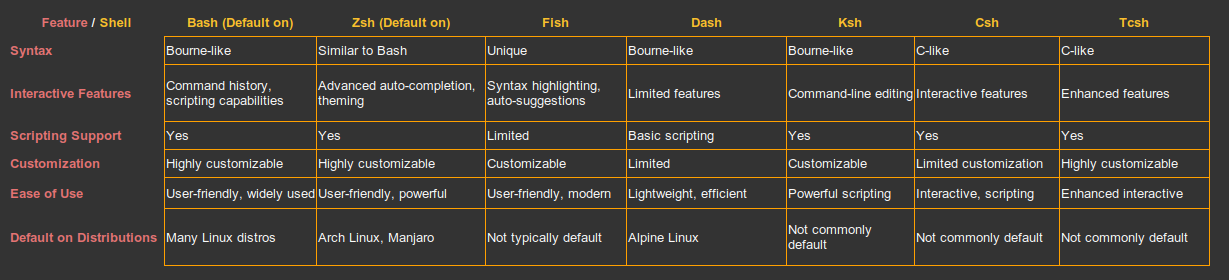 Feature / Shell Bash (Default on) Zsh (Default on) Fish Dash Ksh Csh Tcsh
Syntax Bourne-like Similar to Bash Unique Bourne-like Bourne-like C-like C-like
Interactive Features Command history, scripting capabilities Advanced auto-completion, theming Syntax highlighting, auto-suggestions Limited features Command-line editing Interactive features Enhanced features
Scripting Support Yes Yes Limited Basic scripting Yes Yes Yes
Customization Highly customizable Highly customizable Customizable Limited Customizable Limited customization Highly customizable
Ease of Use User-friendly, widely used User-friendly, powerful User-friendly, modern Lightweight, efficient Powerful scripting Interactive, scripting Enhanced interactive
Default on Distributions Many Linux distros Arch Linux, Manjaro Not typically default Alpine Linux Not commonly default Not commonly default Not commonly default